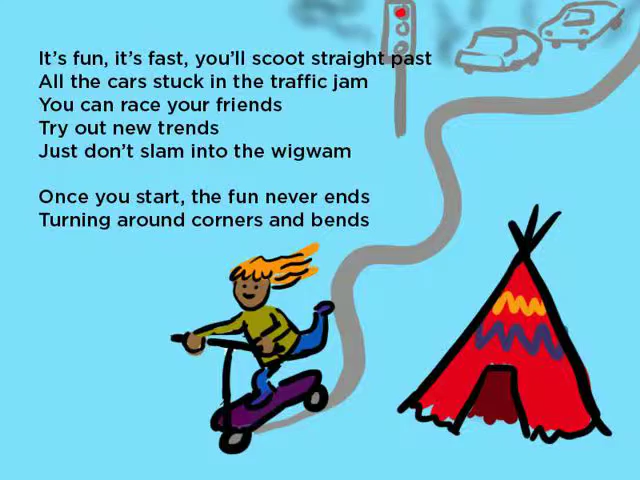 It’s fun, it’s fast, you’ll scoot straight past
All the cars stuck in the traffic jam
You can race your friends
Try out new trends
Just don’t slam into the wigwam
Once you start, the fun never ends
Turning around corners and bends